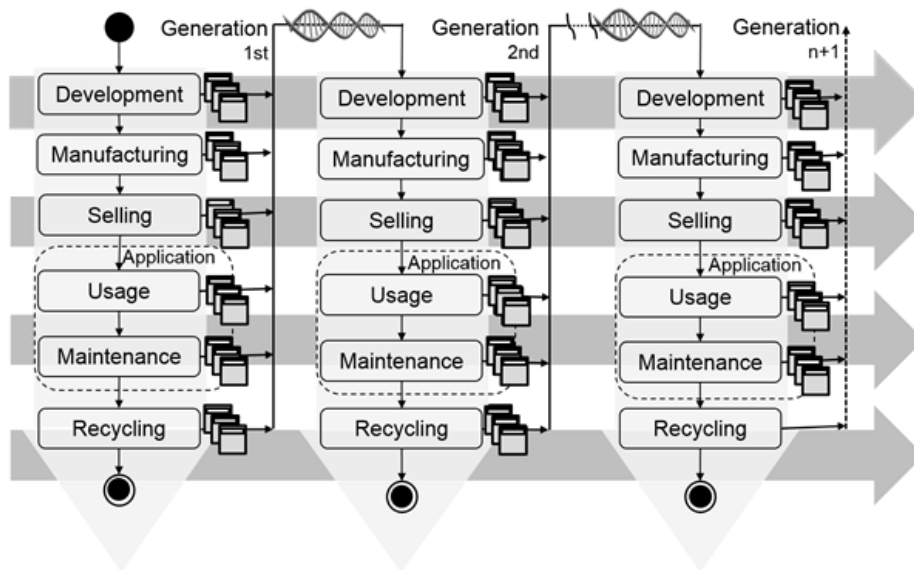 Generation
1st
Development
Manufacturing
Selling
Application
Usage
Maintenance
Recycling
Generation
2nd
Development
Manufacturing
Selling
Application
Usage
Maintenance
Recycling
Generation
n+1
Development
Manufacturing
Selling
Application
Usage
Maintenance
Recycling